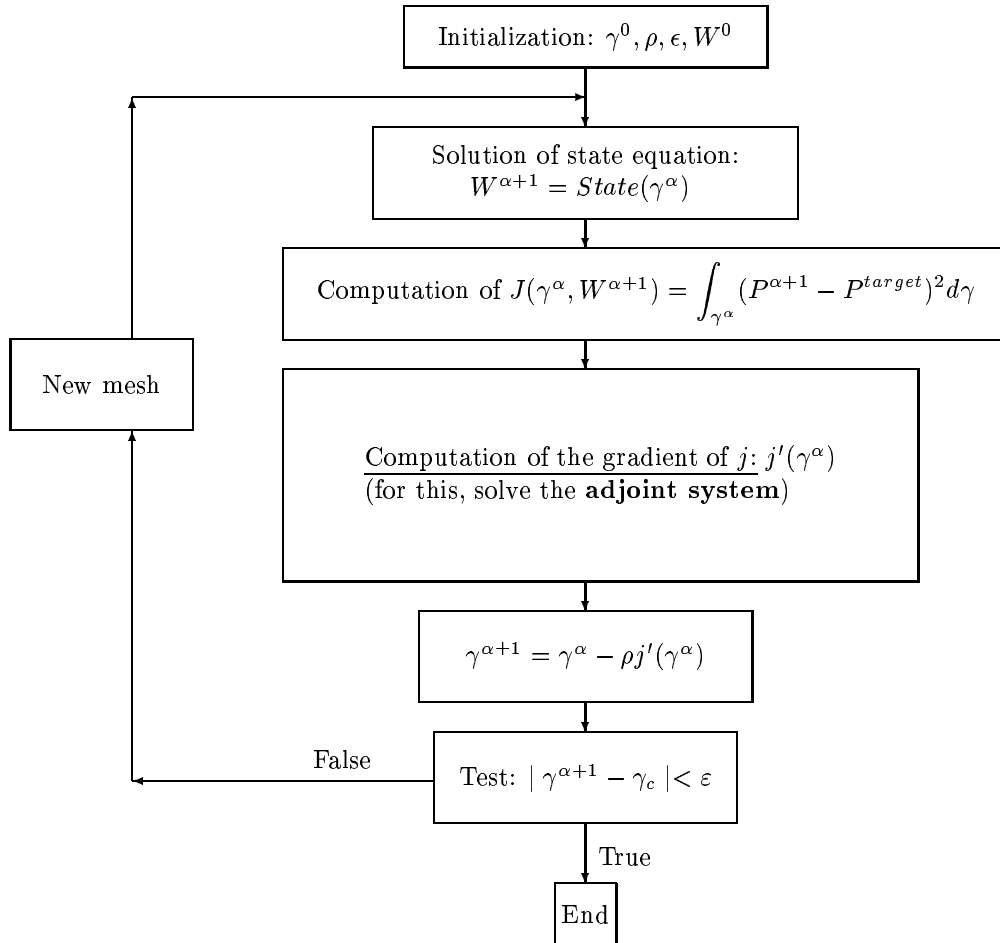 Initialization: γ⁰, ρ, ϵ, W⁰
Solution of state equation:
W^{α+1} = State(γ^α)
Computation of J(γ^α, W^{α+1}) = ∫_{γ^α} (P^{α+1} − P^{target})² dγ
New mesh
Computation of the gradient of j: j′(γ^α)
(for this, solve the adjoint system)
γ^{α+1} = γ^α − ρj′(γ^α)
False
Test: | γ^{α+1} − γ_c |< ε
True
End